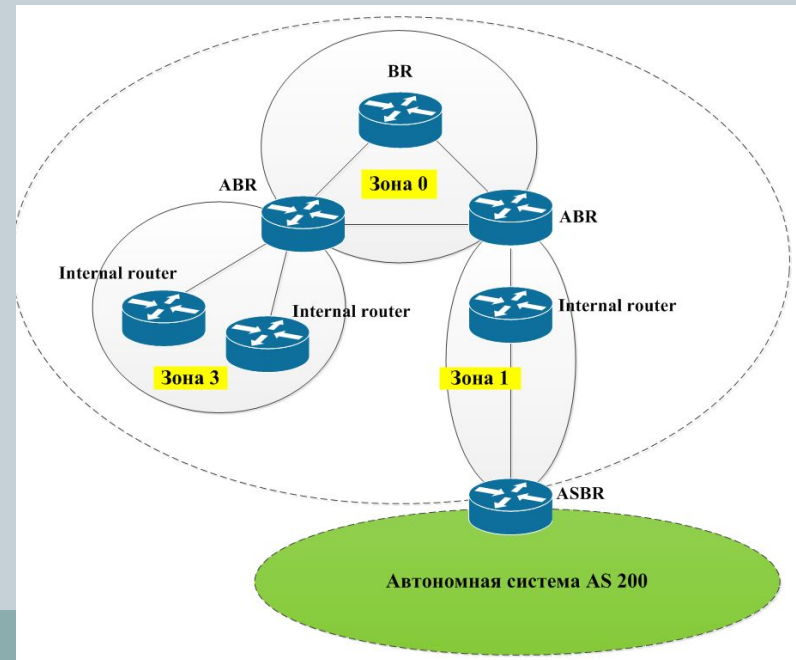 BR
Зона 0
ABR
ABR
Internal router
Internal router
Internal router
Зона 3
Зона 1
ASBR
Автономная система AS 200